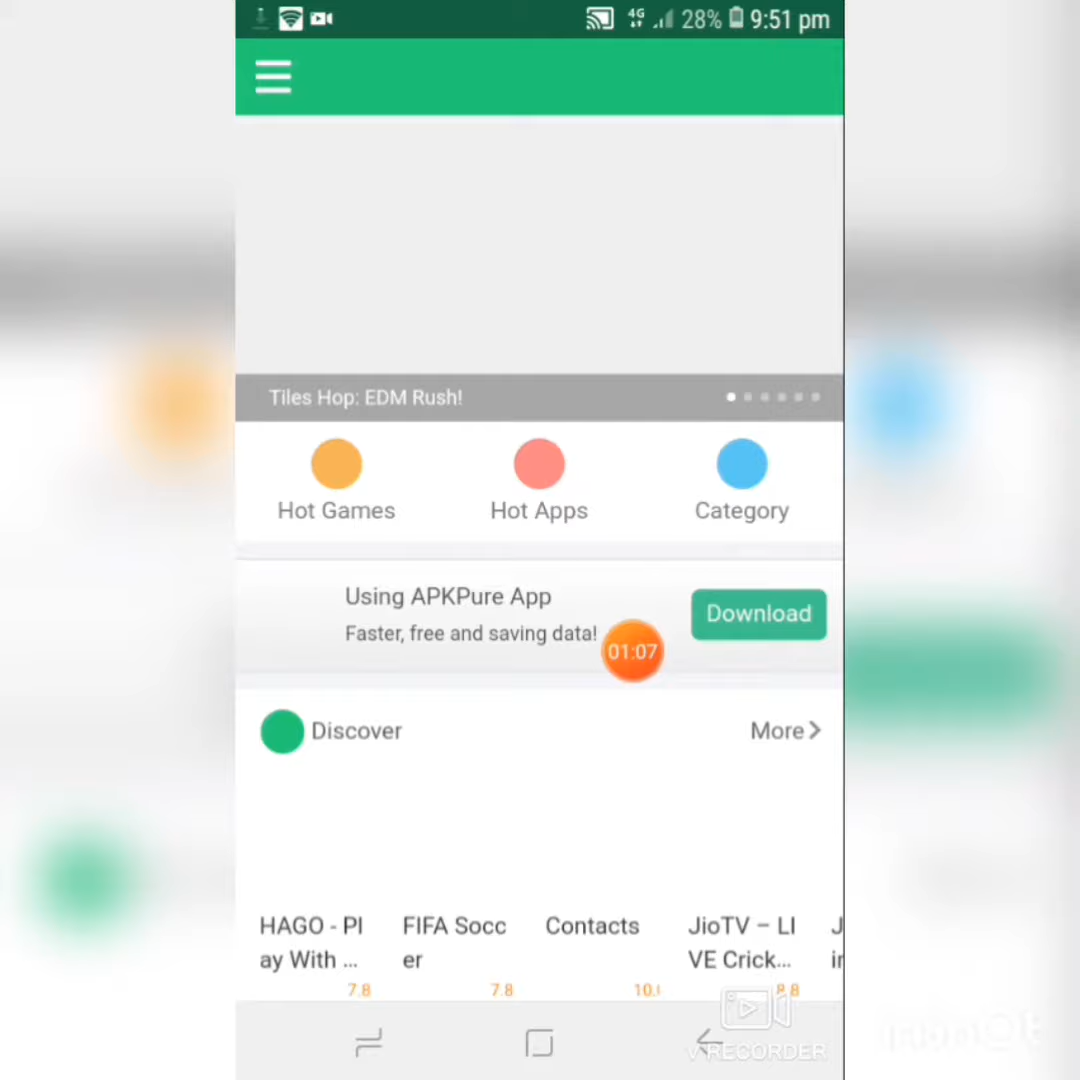 4G 28% 9:51 pm
Tiles Hop: EDM Rush!
Hot Games
Hot Apps
Category
Using APKPure App
Faster, free and saving data!
Download
01:07
Discover
More
HAGO - Pl
ay With ...
FIFA Socc
er
Contacts
JioTV – LI
VE Crick...
7.8
7.8
10.
8.8
V RECORDER